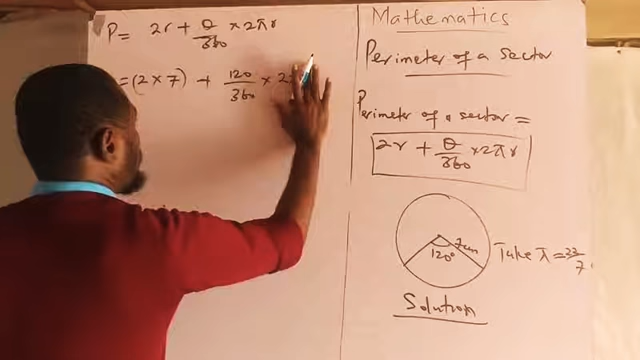 P = 2r + θ/360 × 2πr
= (2 × 7) + 120/360 × 2
Mathematics
Perimeter of a sector
Perimeter of a sector =
2r + θ/360 × 2πr
7cm
120°
Take π = 22/7
Solution